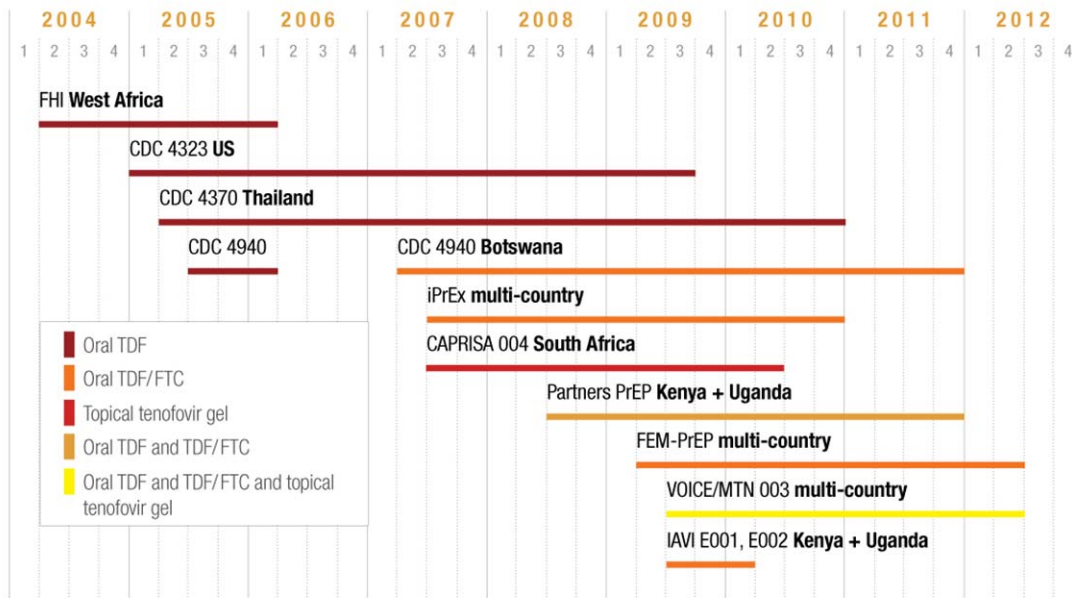 2004 2005 2006 2007 2008 2009 2010 2011 2012
1 2 3 4 1 2 3 4 1 2 3 4 1 2 3 4 1 2 3 4 1 2 3 4 1 2 3 4 1 2 3 4 1 2 3 4
FHI West Africa
CDC 4323 US
CDC 4370 Thailand
CDC 4940 CDC 4940 Botswana
iPrEx multi-country
CAPRISA 004 South Africa
Partners PrEP Kenya + Uganda
FEM-PrEP multi-country
VOICE/MTN 003 multi-country
IAVI E001, E002 Kenya + Uganda
Oral TDF
Oral TDF/FTC
Topical tenofovir gel
Oral TDF and TDF/FTC
Oral TDF and TDF/FTC and topical
tenofovir gel